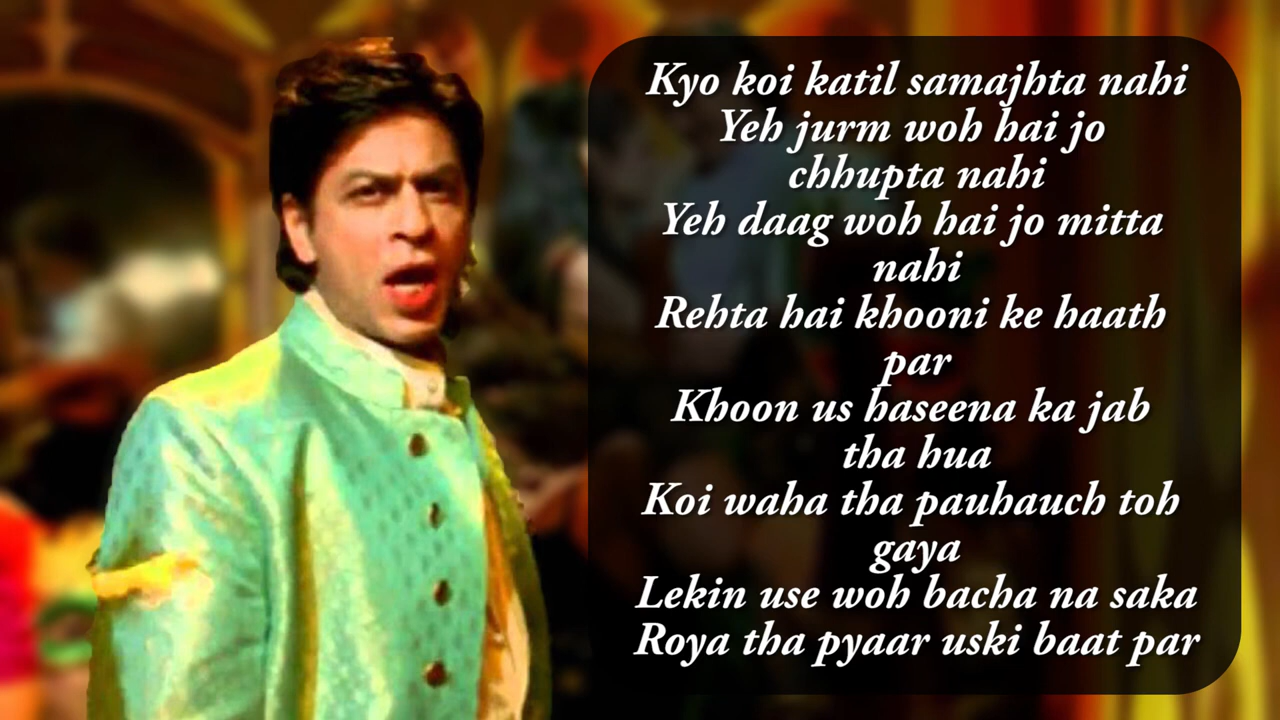 Kyo koi katil samajhta nahi
Yeh jurm woh hai jo
chhupta nahi
Yeh daag woh hai jo mitta
nahi
Rehta hai khooni ke haath
par
Khoon us haseena ka jab
tha hua
Koi waha tha pauhauch toh
gaya
Lekin use woh bacha na saka
Roya tha pyaar uski baat par